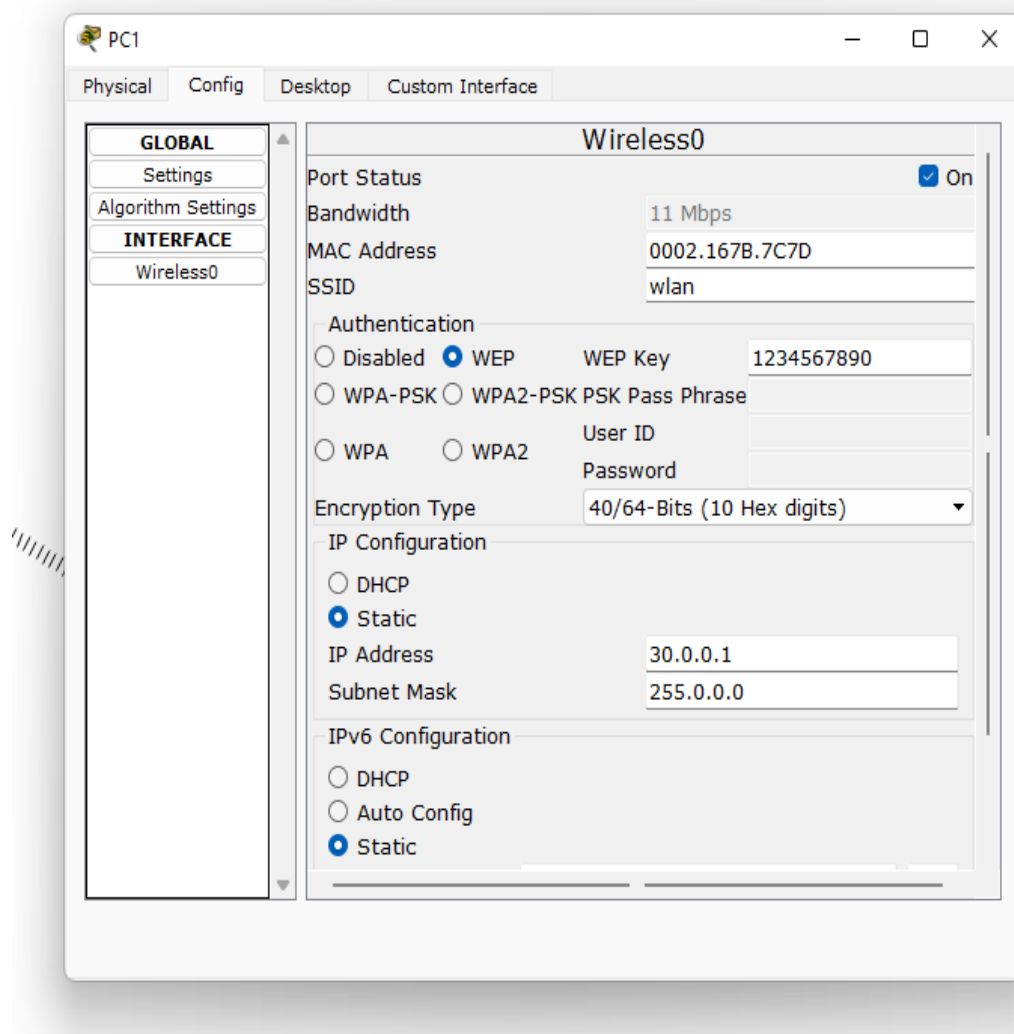 PC1
Physical Config Desktop Custom Interface
GLOBAL
Settings
Algorithm Settings
INTERFACE
Wireless0
Wireless0
Port Status On
Bandwidth 11 Mbps
MAC Address 0002.167B.7C7D
SSID wlan
Authentication
Disabled WEP WEP Key 1234567890
WPA-PSK WPA2-PSK PSK Pass Phrase
User ID
WPA WPA2
Password
Encryption Type 40/64-Bits (10 Hex digits)
IP Configuration
DHCP
Static
IP Address 30.0.0.1
Subnet Mask 255.0.0.0
IPv6 Configuration
DHCP
Auto Config
Static